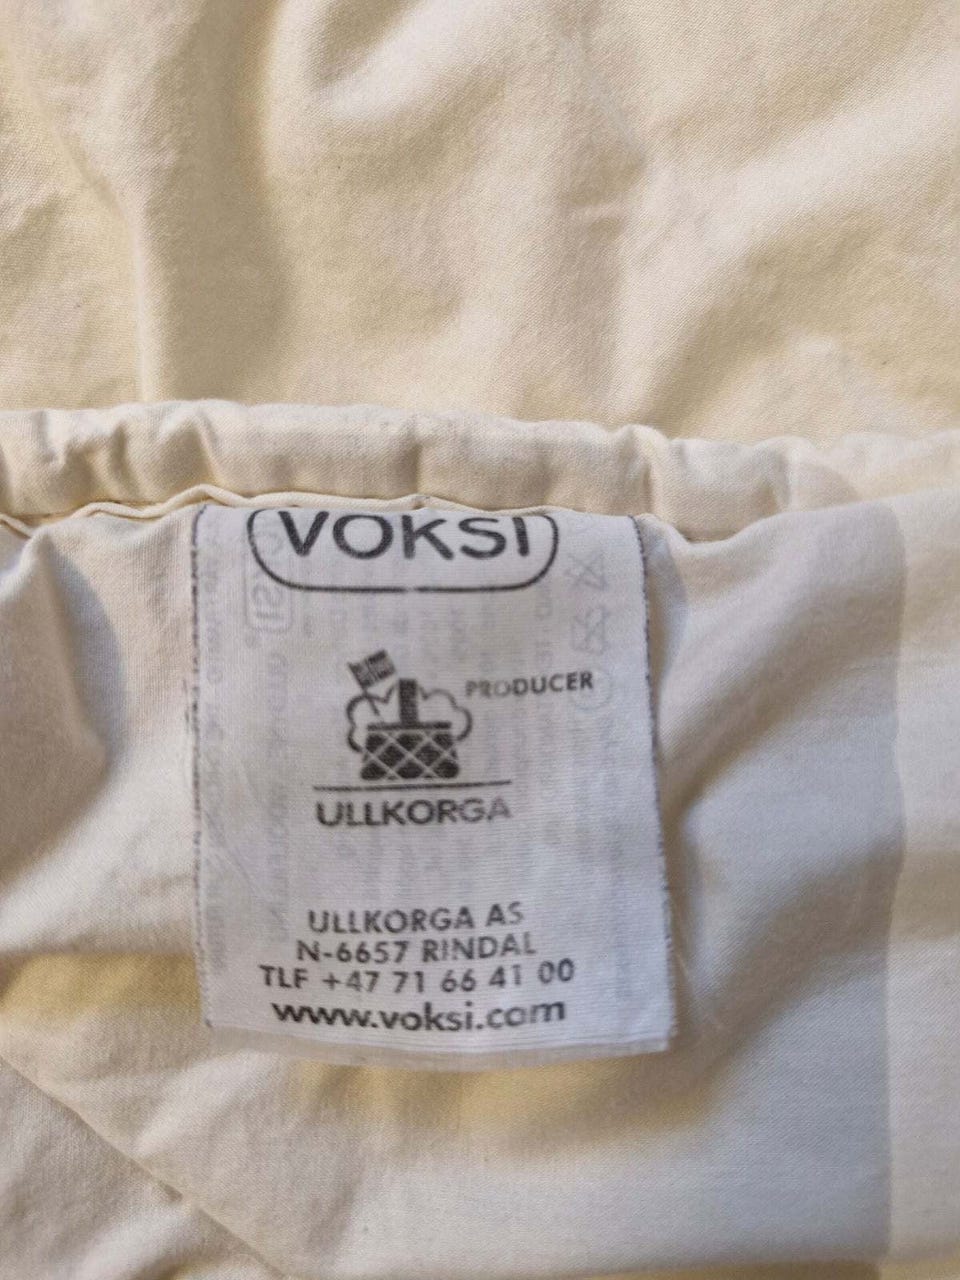 VOKSI
PRODUCER
ULLKORGA
ULLKORGA AS
N-6657 RINDAL
TLF +47 71 66 41 00
www.voksi.com